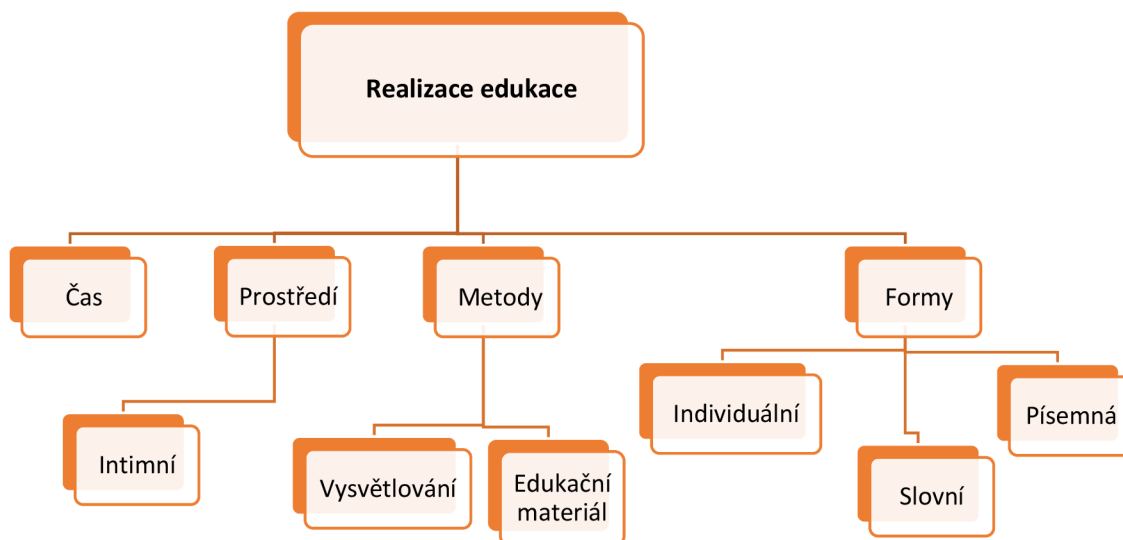 Realizace edukace
Čas
Prostředí
Metody
Formy
Individuální
Písemná
Intimní
Vysvětlování
Edukační
materiál
Slovní